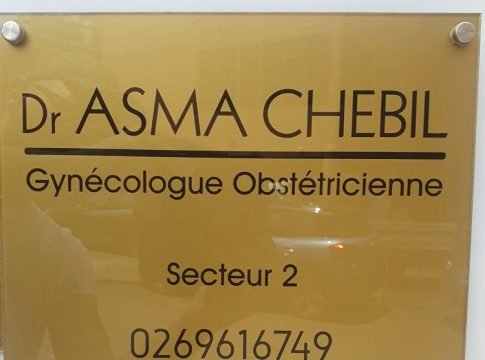 Dr ASMA CHEBIL
Gynécologue Obstétricienne
Secteur 2
0269616749